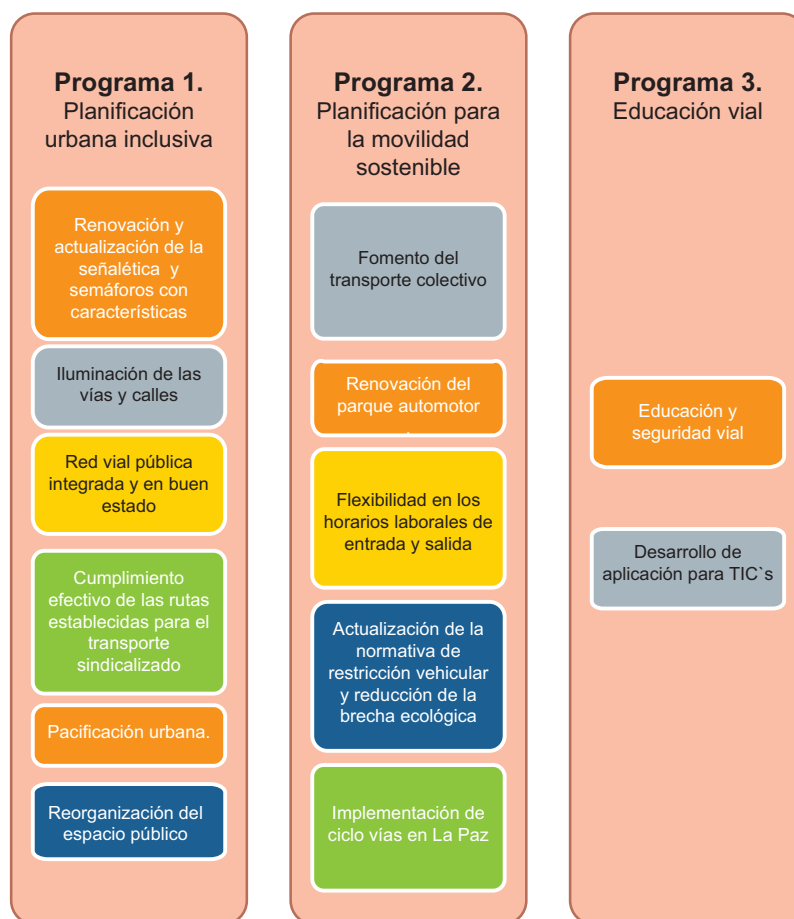 Programa 1.
Planificación
urbana inclusiva
Renovación y
actualización de la
señalética y
semáforos con
características
Iluminación de las
vías y calles
Red vial pública
integrada y en buen
estado
Cumplimiento
efectivo de las rutas
establecidas para el
transporte
sindicalizado
Pacificación urbana.
Reorganización del
espacio público
Programa 2.
Planificación para
la movilidad
sostenible
Fomento del
transporte colectivo
Renovación del
parque automotor
.
Flexibilidad en los
horarios laborales de
entrada y salida
Actualización de la
normativa de
restricción vehicular
y reducción de la
brecha ecológica
Implementación de
ciclo vías en La Paz
Programa 3.
Educación vial
Educación y
seguridad vial
Desarrollo de
aplicación para TIC`s